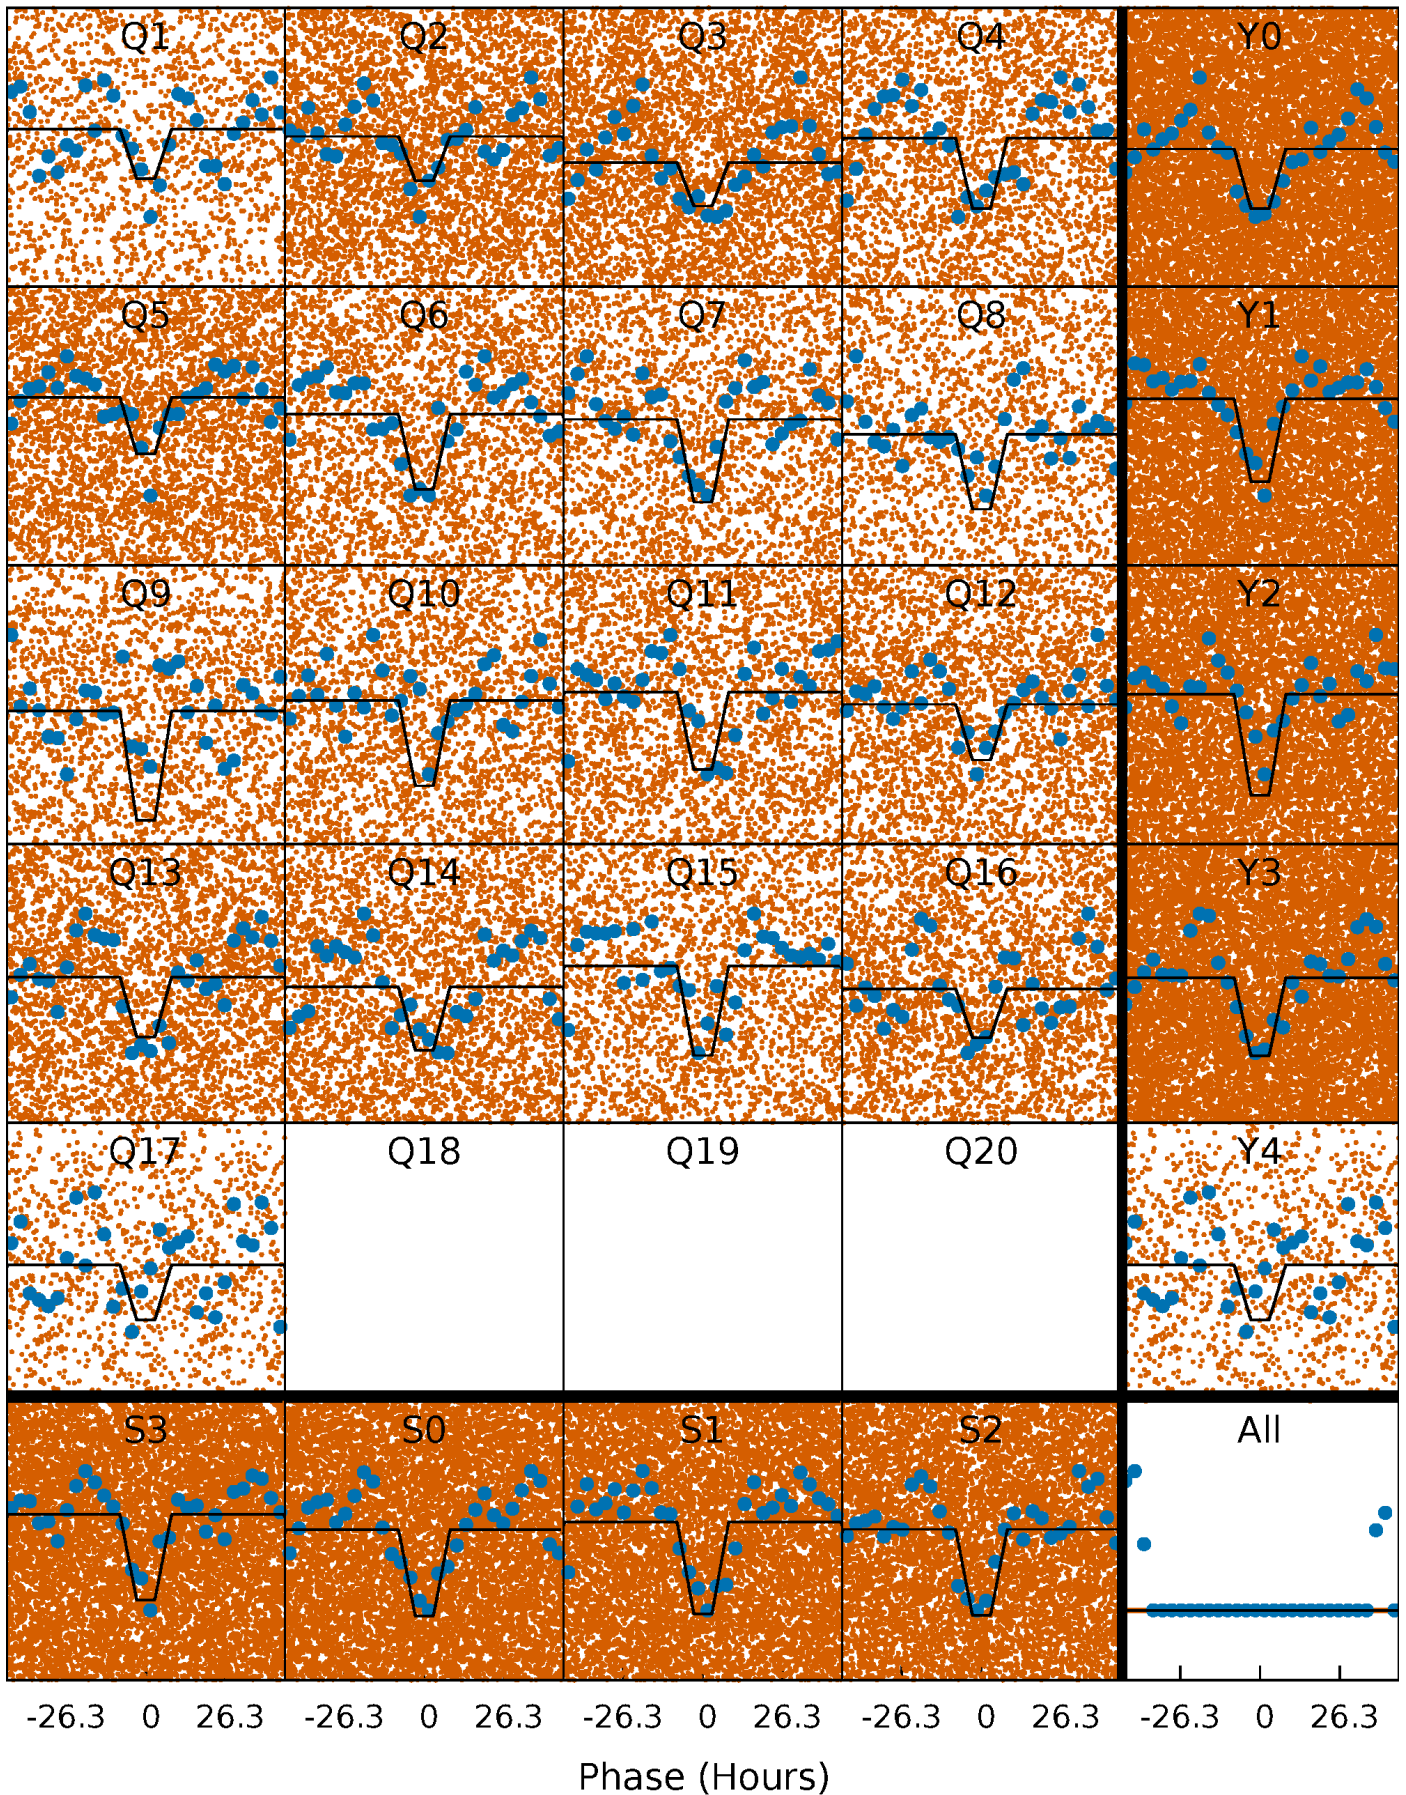 Q1 Q2 Q3 Q4 Y0
Q5 Q6 Q7 Q8 Y1
Q9 Q10 Q11 Q12 Y2
Q13 Q14 Q15 Q16 Y3
Q17 Q18 Q19 Q20 Y4
S3 S0 S1 S2 All
-26.3 0 26.3 -26.3 0 26.3 -26.3 0 26.3 -26.3 0 26.3 -26.3 0 26.3
Phase (Hours)